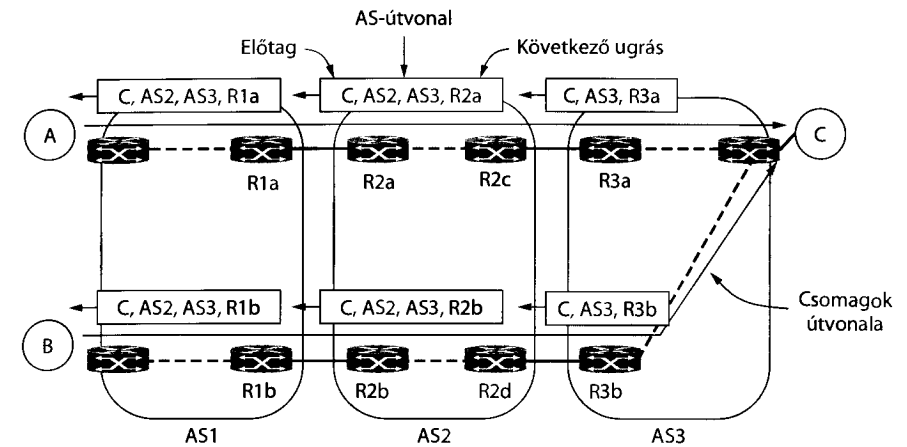 AS-útvonal
Előtag
Következő ugrás
C, AS2, AS3, R1a
C, AS2, AS3, R2a
C, AS3, R3a
A
C
R1a
R2a
R2c
R3a
C, AS2, AS3, R1b
C, AS2, AS3, R2b
C, AS3, R3b
Csomagok
útvonala
B
R1b
R2b
R2d
R3b
AS1
AS2
AS3